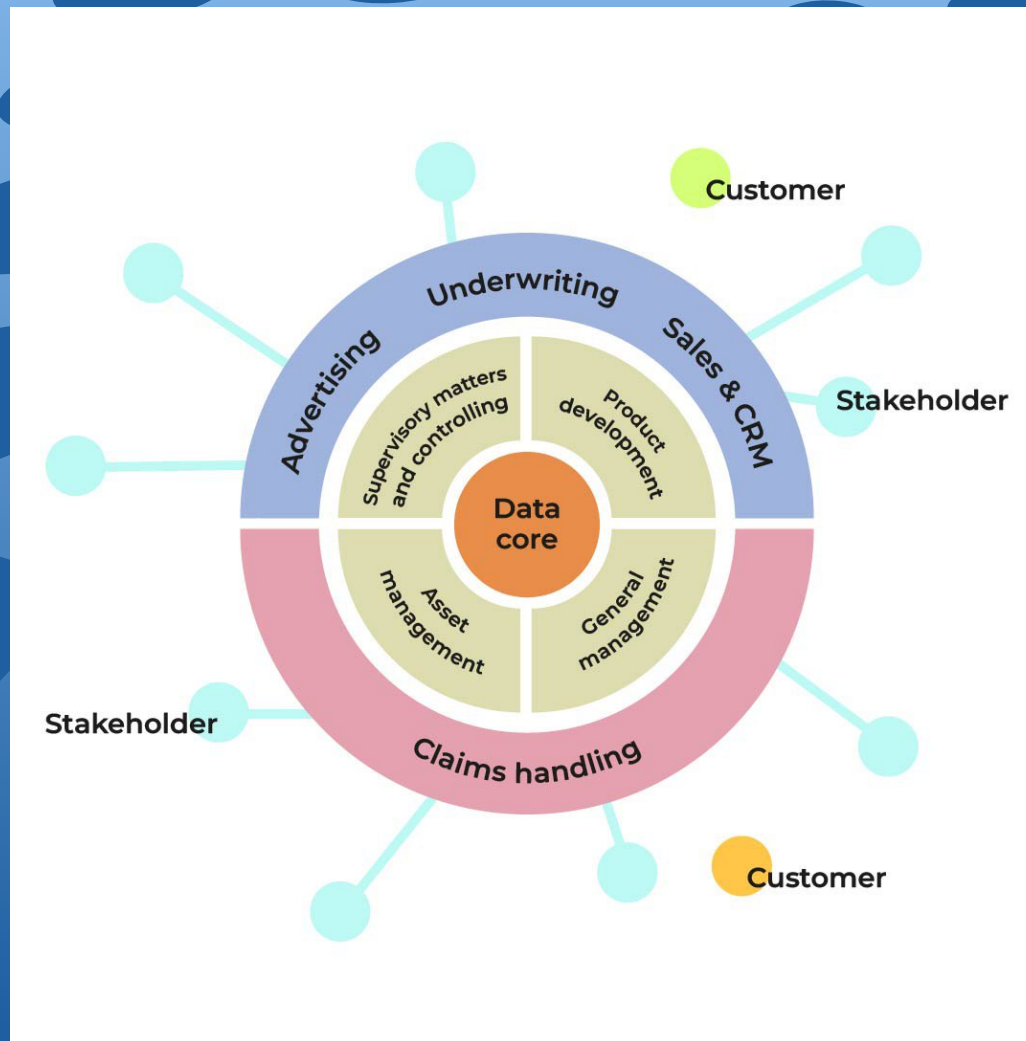 Customer
Underwriting
Advertising
Sales & CRM
Stakeholder
Supervisory matters
and controlling
Product
development
Data
core
Asset
management
General
management
Stakeholder
Claims handling
Customer